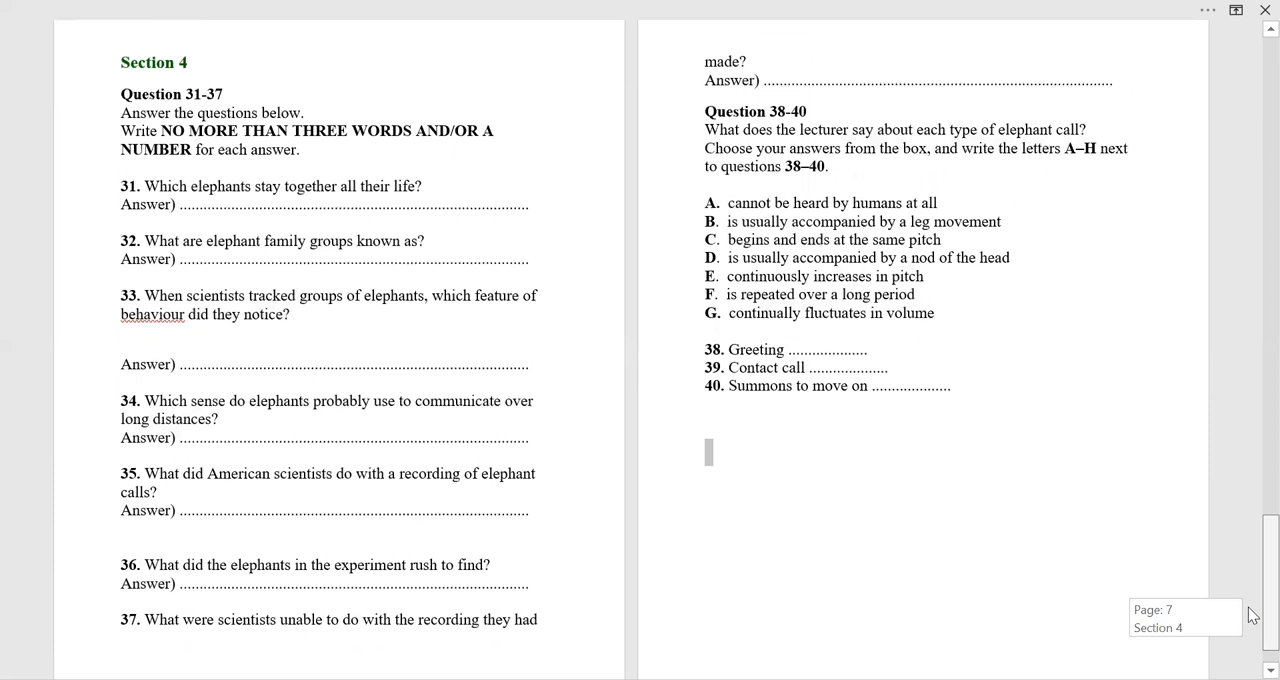 Section 4
Question 31-37
Answer the questions below.
Write NO MORE THAN THREE WORDS AND/OR A
NUMBER for each answer.
31. Which elephants stay together all their life?
Answer) ........................................................................................
32. What are elephant family groups known as?
Answer) ........................................................................................
33. When scientists tracked groups of elephants, which feature of
behaviour did they notice?
Answer) ........................................................................................
34. Which sense do elephants probably use to communicate over
long distances?
Answer) ........................................................................................
35. What did American scientists do with a recording of elephant
calls?
Answer) ........................................................................................
36. What did the elephants in the experiment rush to find?
Answer) ........................................................................................
37. What were scientists unable to do with the recording they had
made?
Answer) ........................................................................................
Question 38-40
What does the lecturer say about each type of elephant call?
Choose your answers from the box, and write the letters A–H next
to questions 38–40.
A. cannot be heard by humans at all
B. is usually accompanied by a leg movement
C. begins and ends at the same pitch
D. is usually accompanied by a nod of the head
E. continuously increases in pitch
F. is repeated over a long period
G. continually fluctuates in volume
38. Greeting ....................
39. Contact call ....................
40. Summons to move on ....................
Page: 7
Section 4